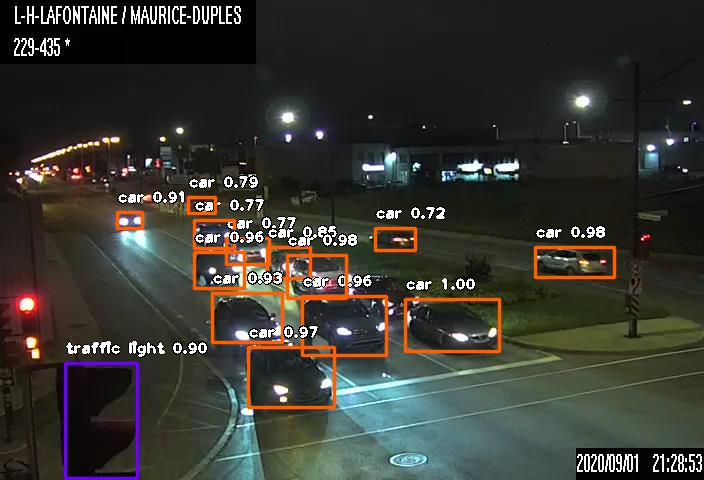 L-H-LAFONTAINE / MAURICE-DUPLES
229-435 *
car 0.79
car 0.91
car 0.77
car 0.77
car 0.72
car 0.96
car 0.85
car 0.98
car 0.98
car 0.93
car 0.96
car 1.00
car 0.97
traffic light 0.90
2020/09/01 21:28:53